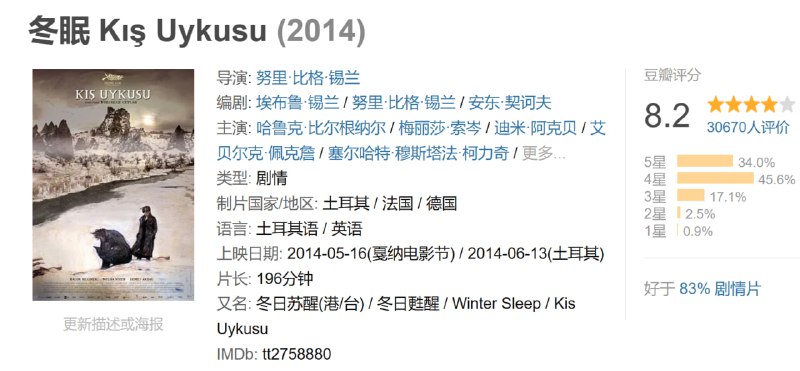 冬眠 Kış Uykusu (2014)
KIŞ UYKUSU
更新描述或海报
导演: 努里·比格·锡兰
编剧: 埃布鲁·锡兰 / 努里·比格·锡兰 / 安东·契诃夫
主演: 哈鲁克·比尔根纳尔 / 梅丽莎·索岑 / 迪米·阿克贝 / 艾
贝尔克·佩克詹 / 塞尔哈特·穆斯塔法·柯力奇 / 更多...
类型: 剧情
制片国家/地区: 土耳其 / 法国 / 德国
语言: 土耳其语 / 英语
上映日期: 2014-05-16(戛纳电影节) / 2014-06-13(土耳其)
片长: 196分钟
又名: 冬日苏醒(港/台) / 冬日甦醒 / Winter Sleep / Kis
Uykusu
IMDb: tt2758880
豆瓣评分
8.2
30670人评价
5星 34.0%
4星 45.6%
3星 17.1%
2星 2.5%
1星 0.9%
好于 83% 剧情片